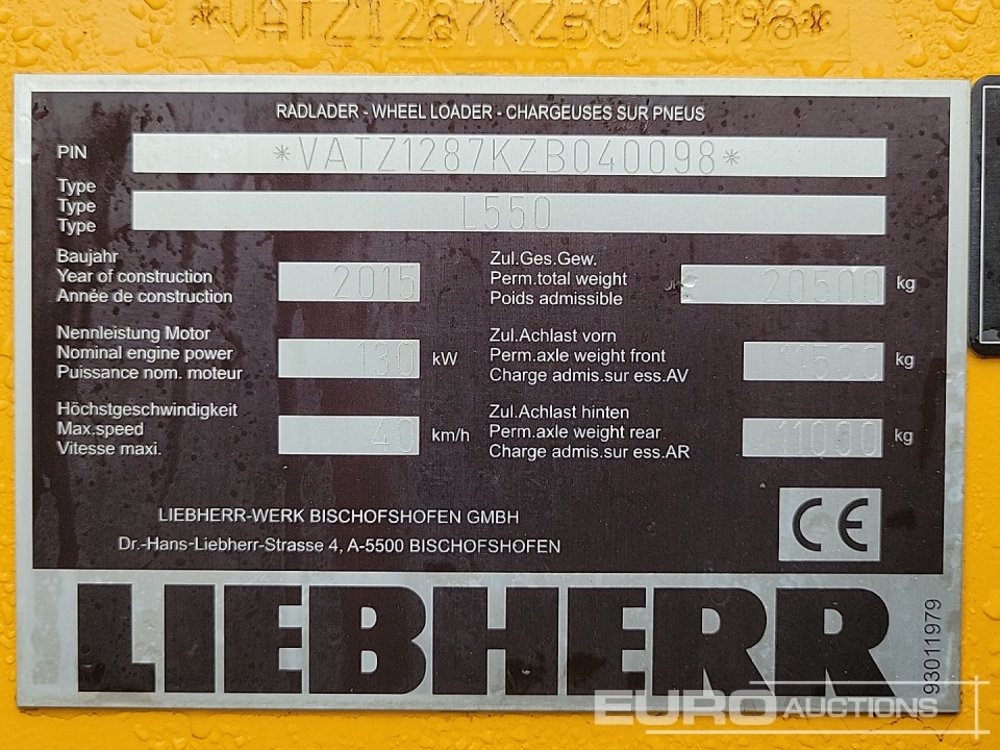 *VATZ1287KZB040098*
RADLADER - WHEEL LOADER - CHARGEUSES SUR PNEUS
PIN *VATZ1287KZB040098*
Type
Type L550
Type
Baujahr
Year of construction 2015
Année de construction
Zul.Ges.Gew.
Perm.total weight 20500 kg
Poids admissible
Nennleistung Motor
Nominal engine power 130 kW
Puissance nom. moteur
Zul.Achlast vorn
Perm.axle weight front 11500 kg
Charge admis.sur ess.AV
Höchstgeschwindigkeit
Max.speed 40 km/h
Vitesse maxi.
Zul.Achlast hinten
Perm.axle weight rear 11000 kg
Charge admis.sur ess.AR
LIEBHERR-WERK BISCHOFSHOFEN GMBH
Dr.-Hans-Liebherr-Strasse 4, A-5500 BISCHOFSHOFEN
CE
LIEBHERR
93011979
EURO AUCTIONS